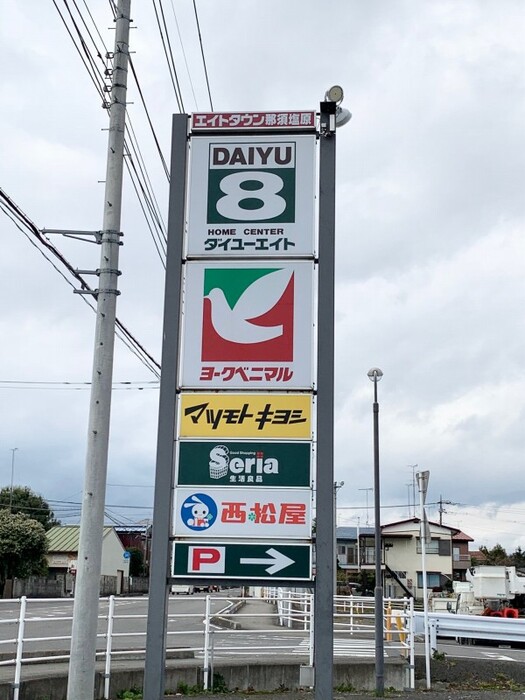 エイトタウン那須塩原
DAIYU
8
HOME CENTER
ダイユーエイト
ヨークベニマル
マツモトキヨシ
Good Shopping
Seria
生活良品
西松屋
P